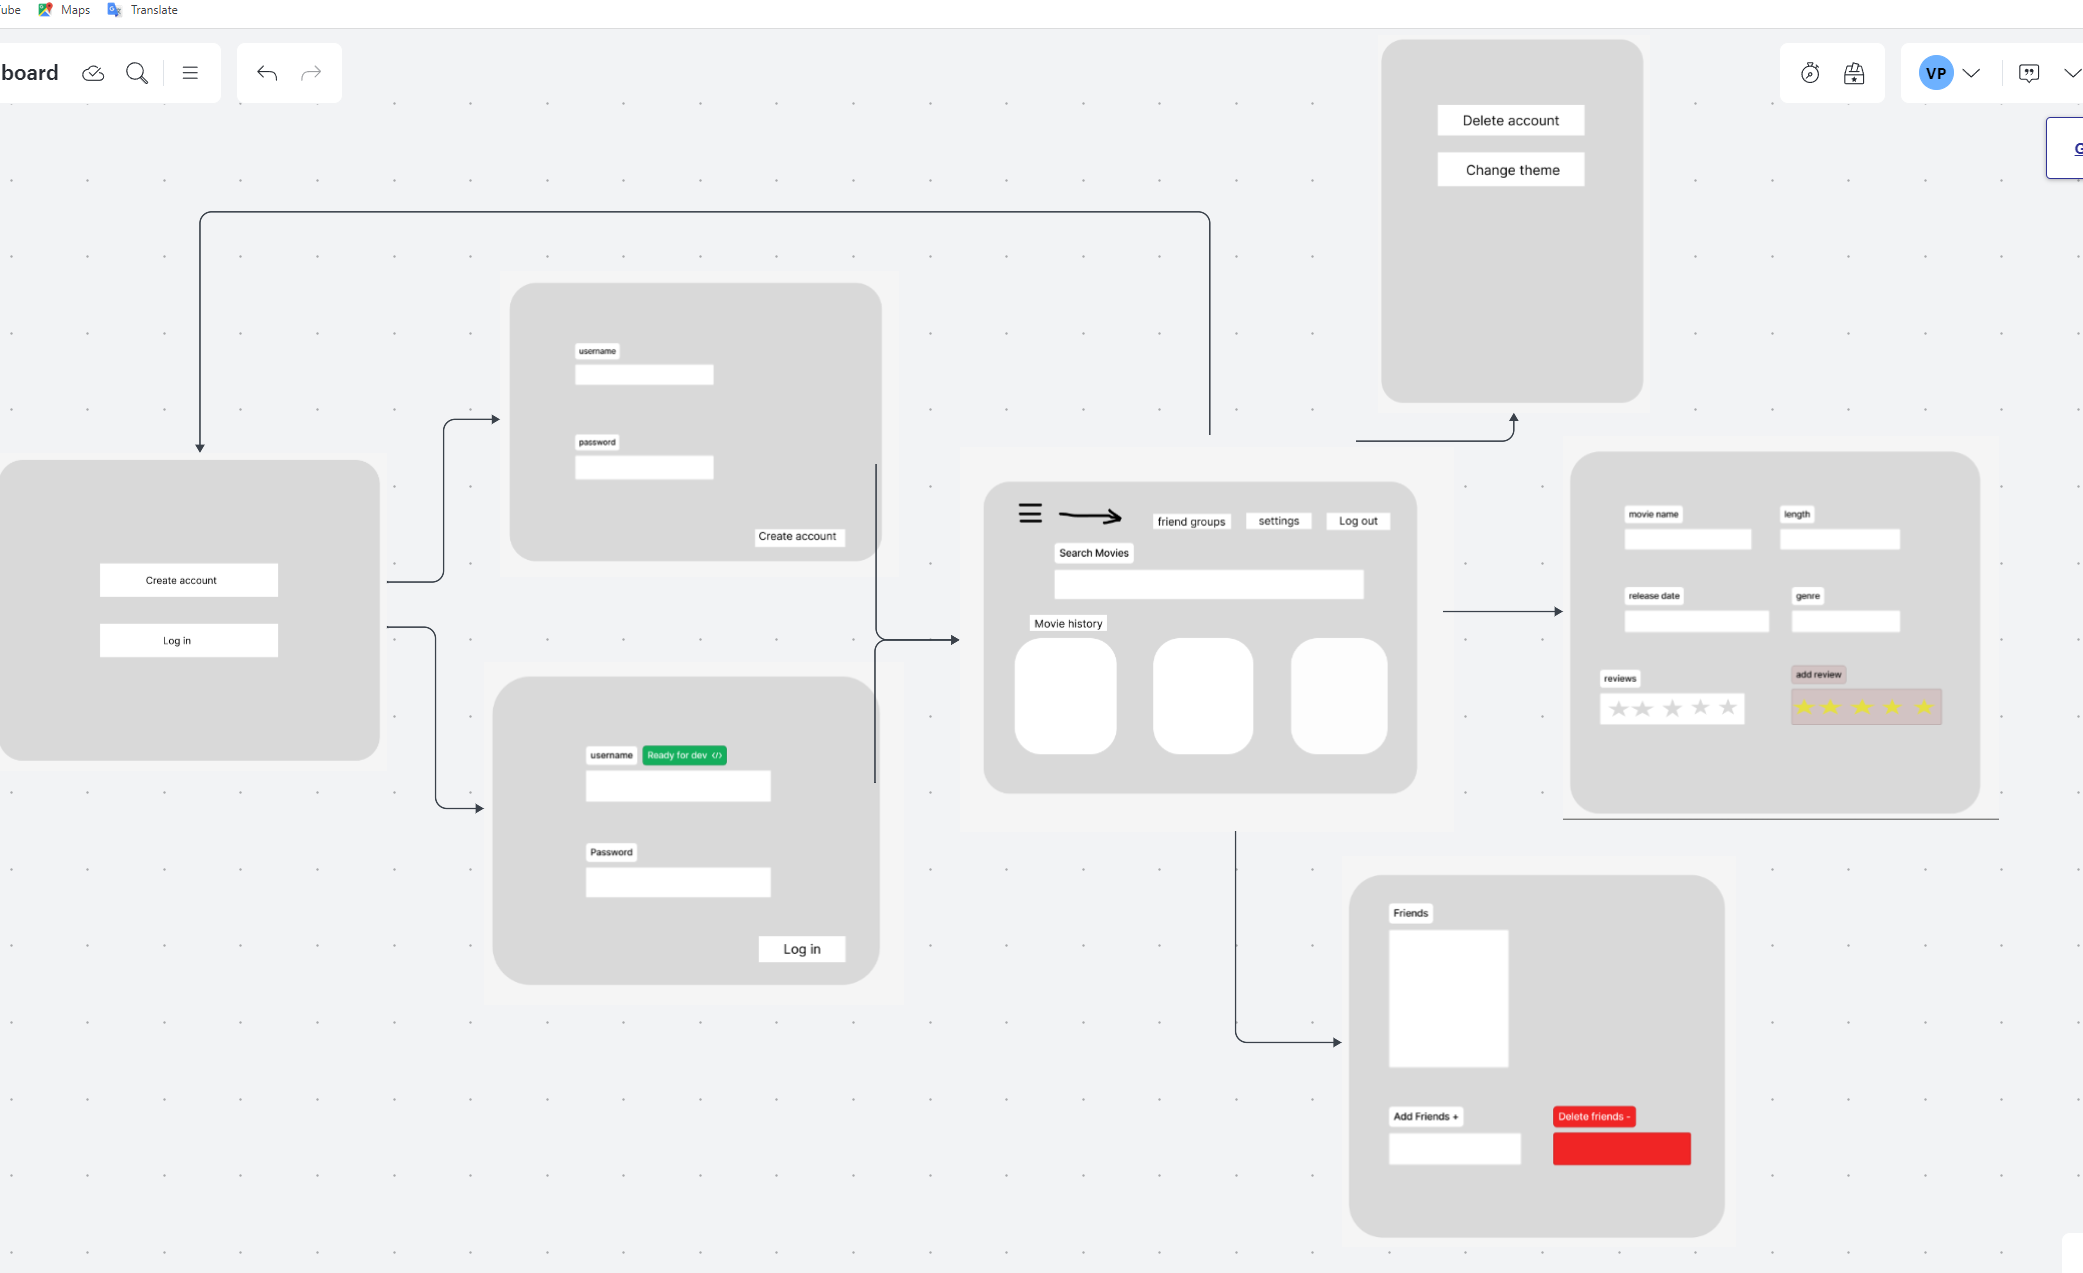 ube Maps Translate
board
VP
G
Delete account
Change theme
username
password
Create account
Create account
Log in
friend groups settings Log out
Search Movies
Movie history
movie name length
release date genre
reviews add review
username Ready for dev </>
Password
Log in
Friends
Add Friends + Delete friends -